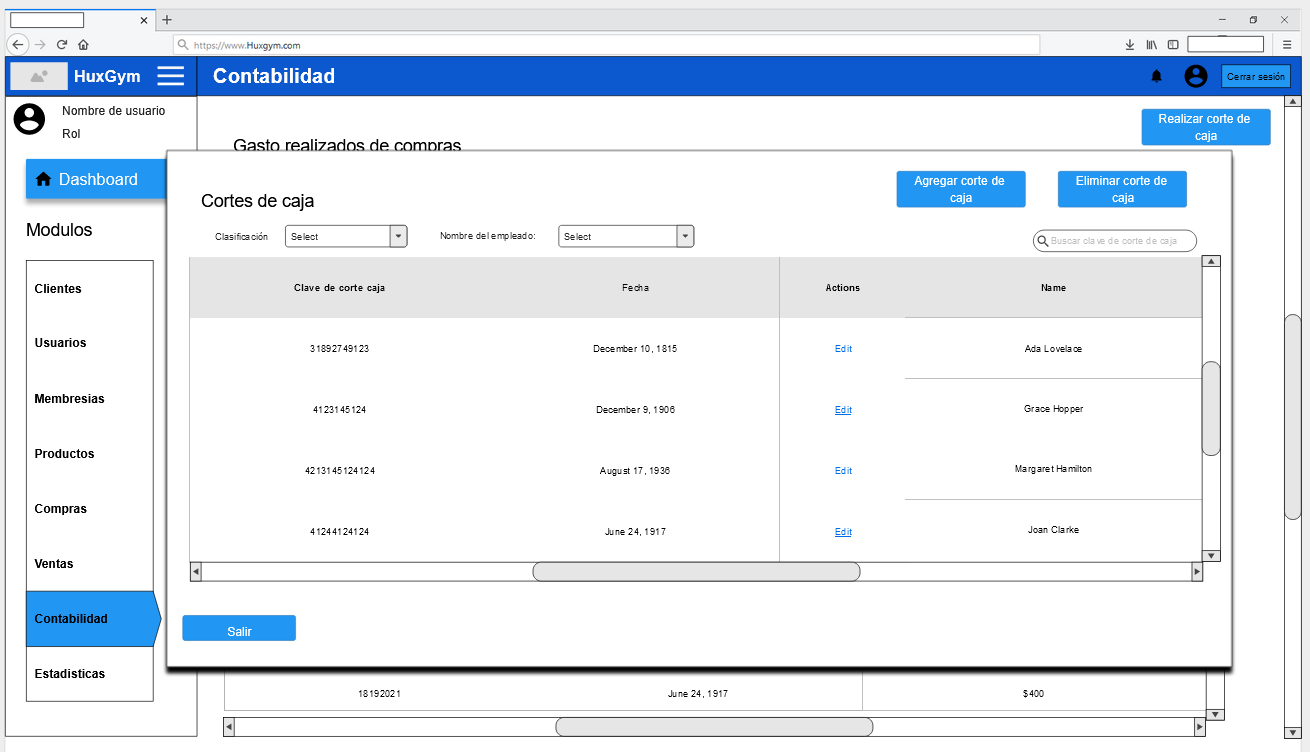 https://www.Huxgym.com
HuxGym
Contabilidad
Cerrar sesión
Nombre de usuario
Rol
Realizar corte de
caja
Gasto realizados de compras
Dashboard
Modulos
Clientes
Usuarios
Membresias
Productos
Compras
Ventas
Contabilidad
Estadísticas
Cortes de caja
Agregar corte de
caja
Eliminar corte de
caja
Clasificación
Select
Nombre del empleado:
Select
Buscar clave de corte de caja
Clave de corte caja Fecha Actions Name
31892749123 December 10, 1815 Edit Ada Lovelace
4123145124 December 9, 1906 Edit Grace Hopper
4213145124124 August 17, 1936 Edit Margaret Hamilton
41244124124 June 24, 1917 Edit Joan Clarke
Salir
18192021 June 24, 1917 $400